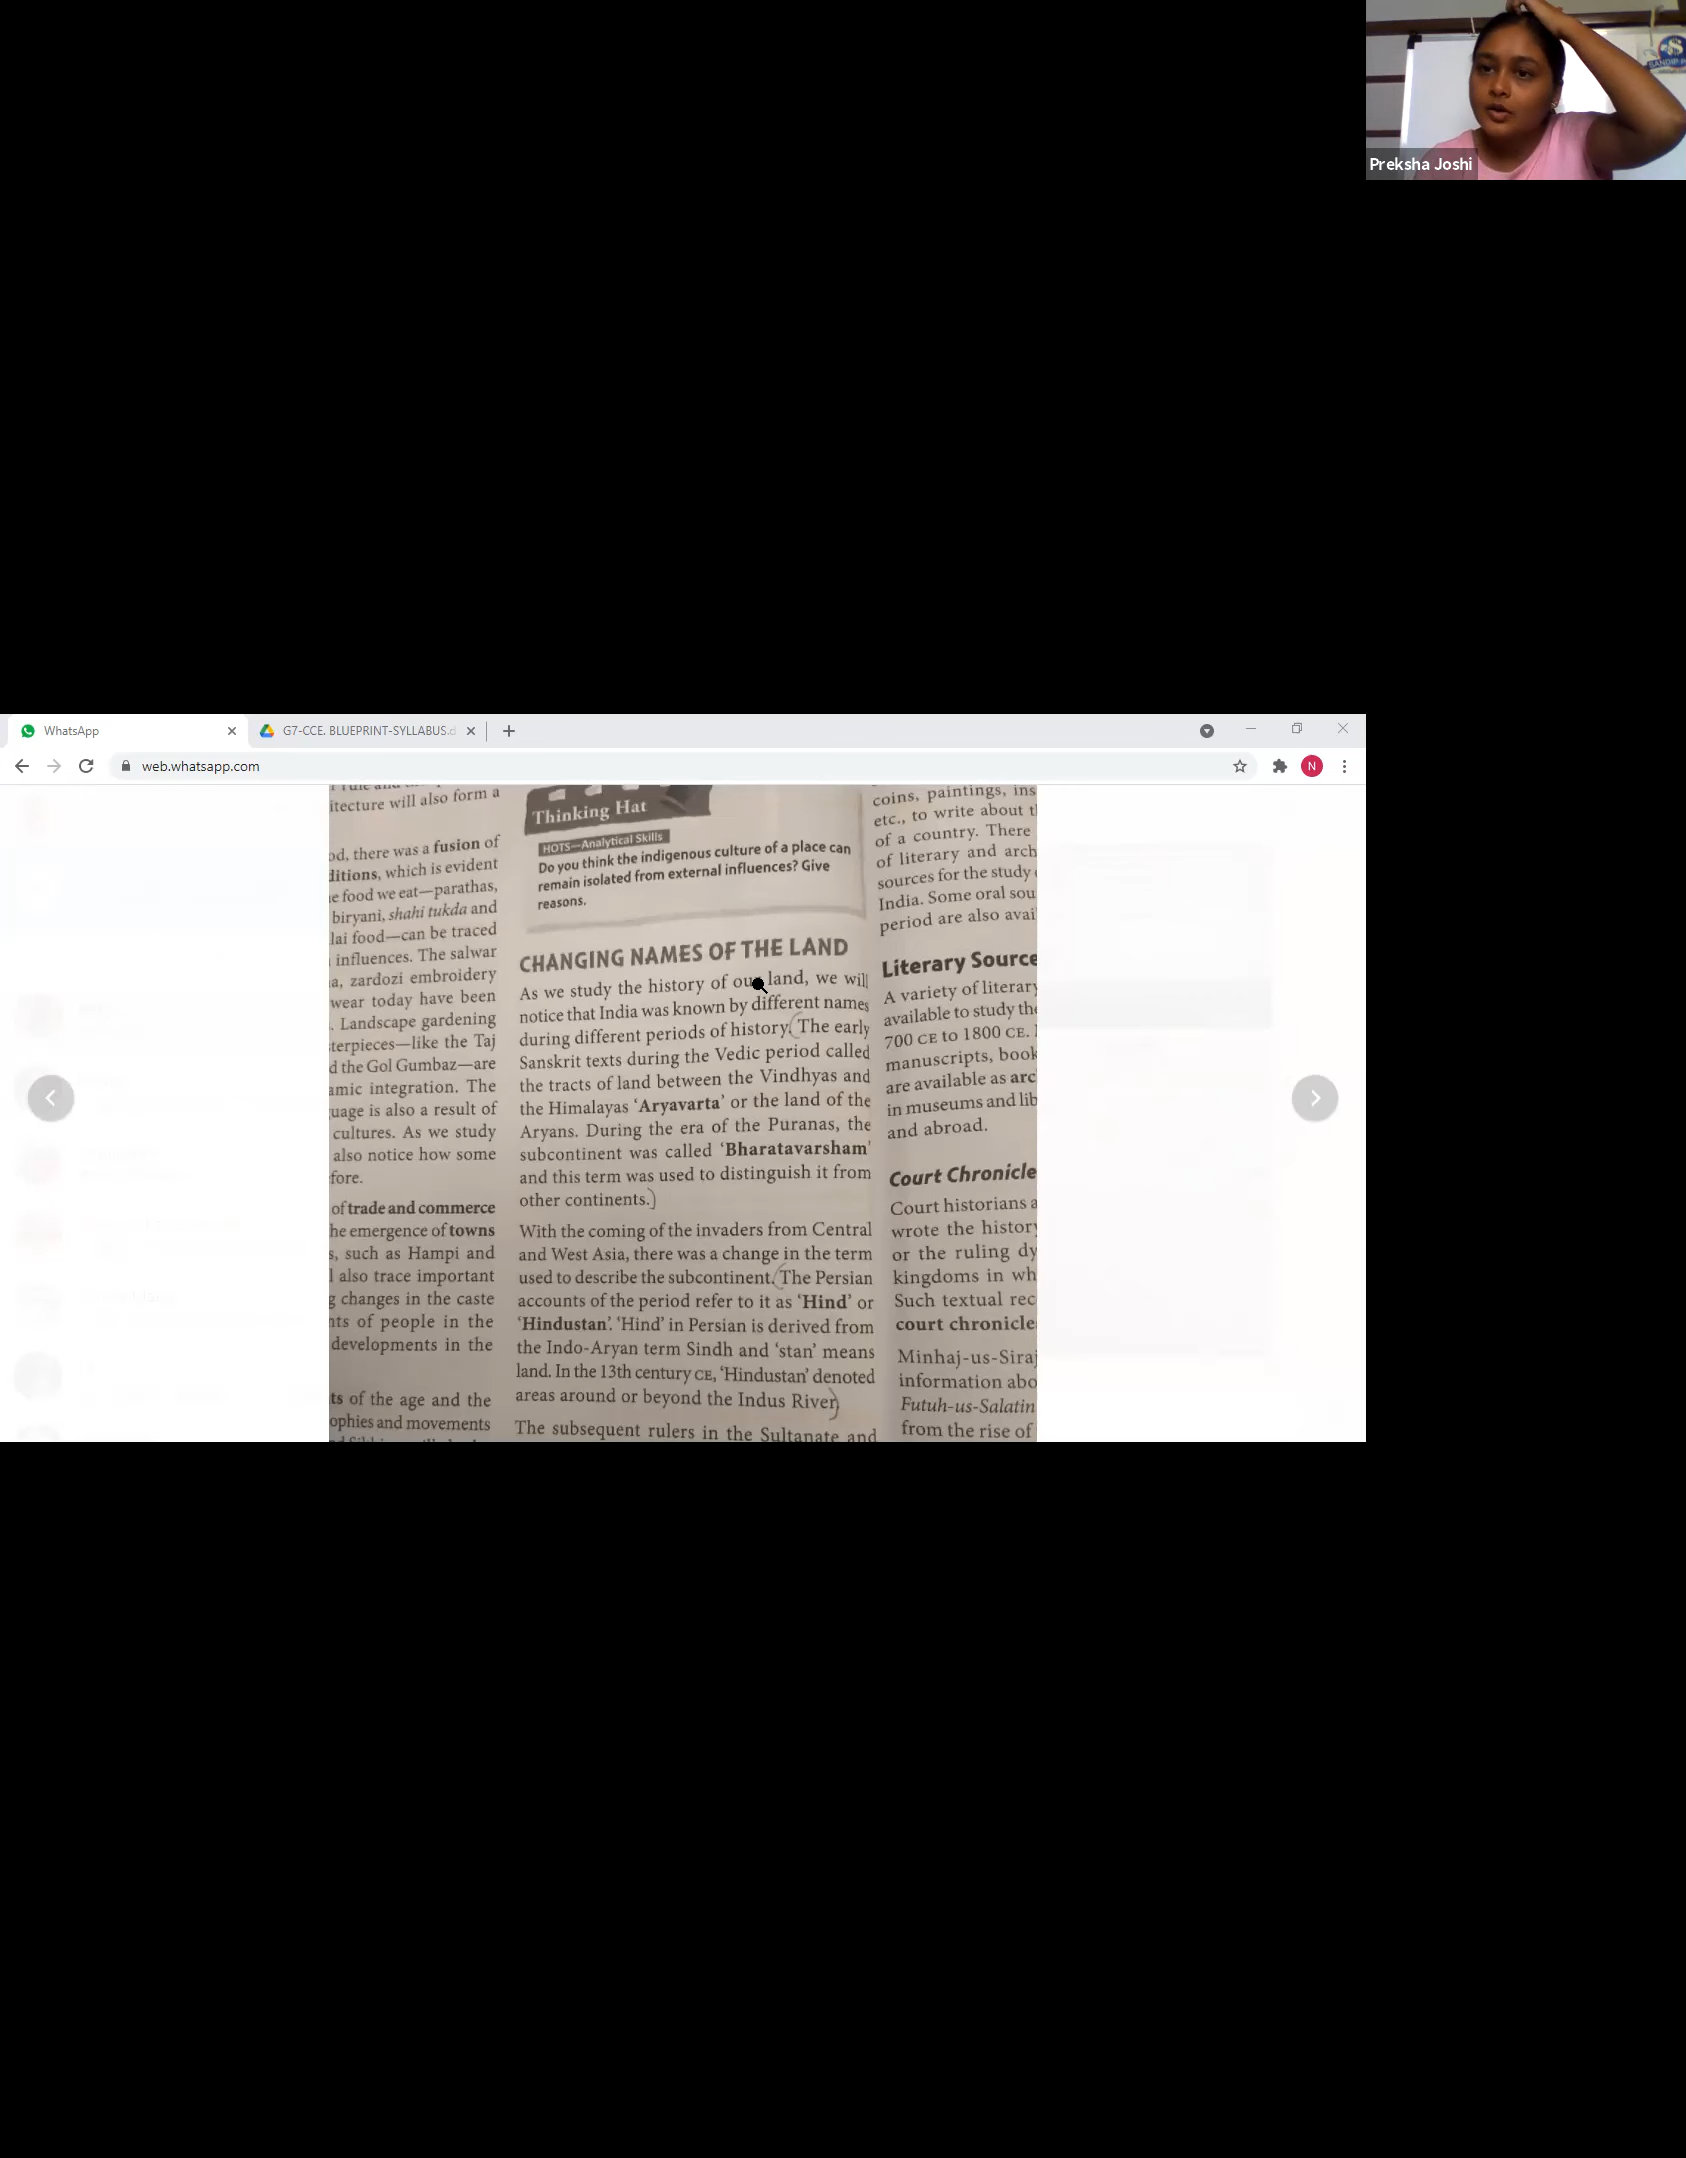 Preksha Joshi
WhatsApp
G7-CCE. BLUEPRINT-SYLLABUS.d
web.whatsapp.com
N
itecture will also form a
od, there was a fusion of
ditions, which is evident
e food we eat—parathas,
biryani, shahi tukda and
lai food—can be traced
influences. The salwar
a, zardozi embroidery
wear today have been
. Landscape gardening
terpieces—like the Taj
d the Gol Gumbaz—are
amic integration. The
uage is also a result of
cultures. As we study
also notice how some
fore.
of trade and commerce
he emergence of towns
s, such as Hampi and
l also trace important
g changes in the caste
nts of people in the
developments in the
ts of the age and the
ophies and movements
Thinking Hat
HOTS—Analytical Skills
Do you think the indigenous culture of a place can
remain isolated from external influences? Give
reasons.
CHANGING NAMES OF THE LAND
As we study the history of our land, we will
notice that India was known by different names
during different periods of history. (The early
Sanskrit texts during the Vedic period called
the tracts of land between the Vindhyas and
the Himalayas ‘Aryavarta’ or the land of the
Aryans. During the era of the Puranas, the
subcontinent was called ‘Bharatavarsham’
and this term was used to distinguish it from
other continents.)
With the coming of the invaders from Central
and West Asia, there was a change in the term
used to describe the subcontinent. (The Persian
accounts of the period refer to it as ‘Hind’ or
‘Hindustan’. ‘Hind’ in Persian is derived from
the Indo-Aryan term Sindh and ‘stan’ means
land. In the 13th century CE, ‘Hindustan’ denoted
areas around or beyond the Indus River)
The subsequent rulers in the Sultanate and
coins, paintings, ins
etc., to write about t
of a country. There
of literary and arch
sources for the study
India. Some oral sou
period are also avai
Literary Source
A variety of literary
available to study the
700 CE to 1800 CE.
manuscripts, book
are available as arc
in museums and lib
and abroad.
Court Chronicle
Court historians a
wrote the history
or the ruling dy
kingdoms in wh
Such textual rec
court chronicle
Minhaj-us-Siraj
information abo
Futuh-us-Salatin
from the rise of